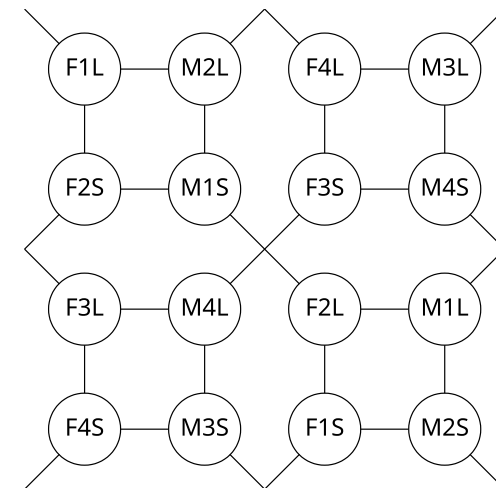 F1L M2L F4L M3L
F2S M1S F3S M4S
F3L M4L F2L M1L
F4S M3S F1S M2S